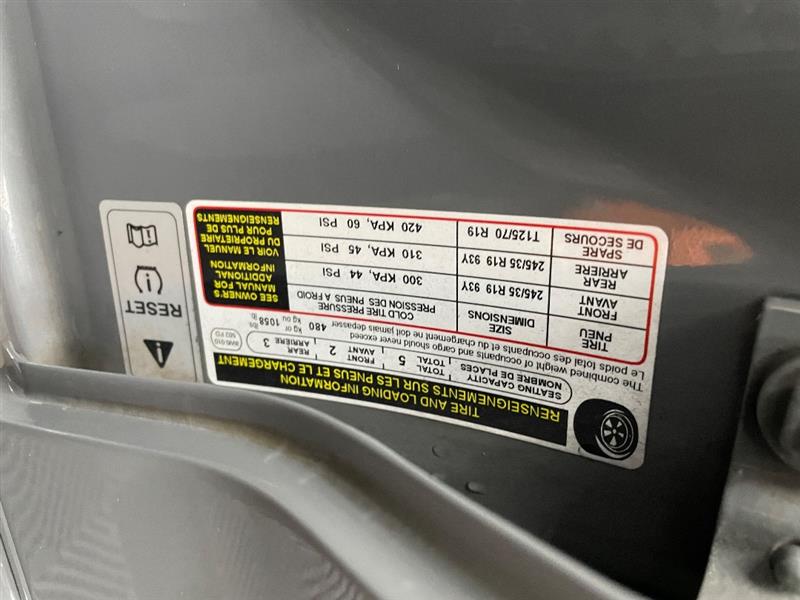 TIRE AND LOADING INFORMATION
RENSEIGNEMENTS SUR LES PNEUS ET LE CHARGEMENT
SEATING CAPACITY TOTAL 5 FRONT 2 REAR 3
NOMBRE DE PLACES TOTAL AVANT ARRIÈRE
The combined weight of occupants and cargo should never exceed 480 kg or 1058 lbs
Le poids total des occupants et du chargement ne doit jamais dépasser kg ou lb
TIRE SIZE COLD TIRE PRESSURE
PNEU DIMENSIONS PRESSION DES PNEUS A FROID
FRONT 245/35 R19 93Y 300 KPA, 44 PSI
AVANT
REAR 245/35 R19 93Y 310 KPA, 45 PSI
ARRIERE
SPARE T125/70 R19 420 KPA, 60 PSI
DE SECOURS
SEE OWNER'S
MANUAL FOR
ADDITIONAL
INFORMATION
VOIR LE MANUEL
DU PROPRIETAIRE
POUR PLUS DE
RENSEIGNEMENTS
RESET